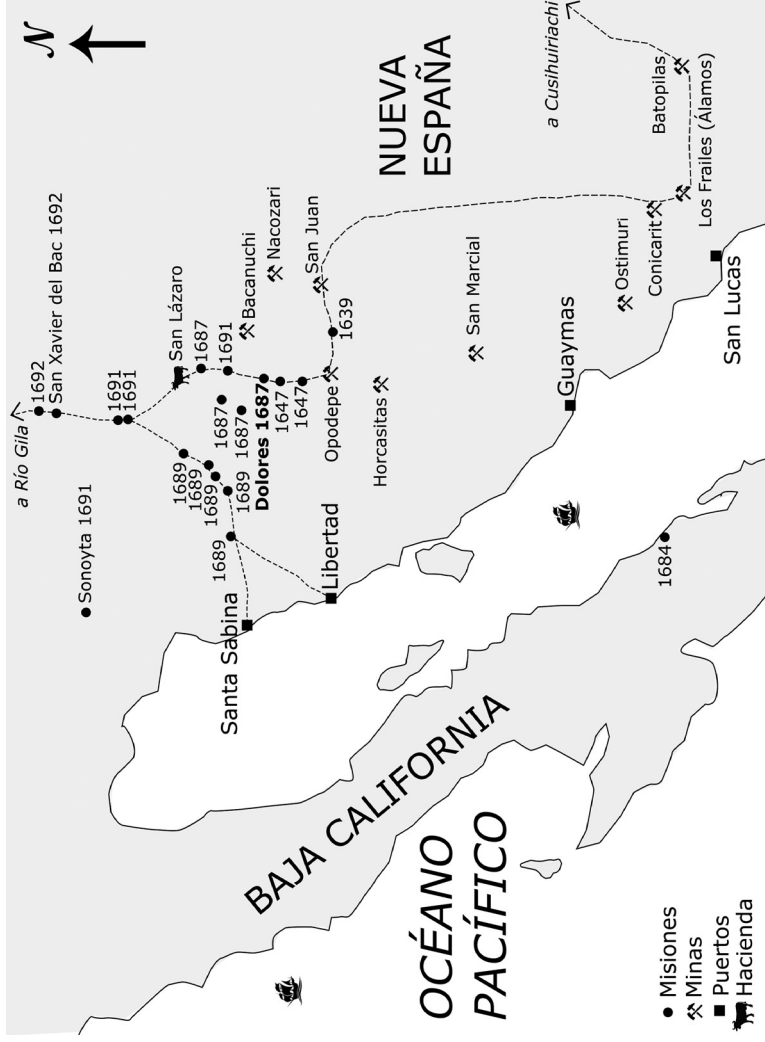 N
a Río Gila
1692
San Xavier del Bac 1692
Sonoyta 1691
1691
1691
San Lázaro
1689
1689
1687
1689
1689
1687
1691
Santa Sabina
1687
1689
Bacanuchi
Dolores 1687
Nacozari
1647
1647
San Juan
Libertad
Opodepe
1639
BAJA CALIFORNIA
Horcasitas
NUEVA
ESPAÑA
OCÉANO
PACÍFICO
San Marcial
a Cusihuiriachi
Guaymas
Ostimuri
Conicarit
Batopilas
1684
Los Frailes (Álamos)
San Lucas
Misiones
Minas
Puertos
Hacienda